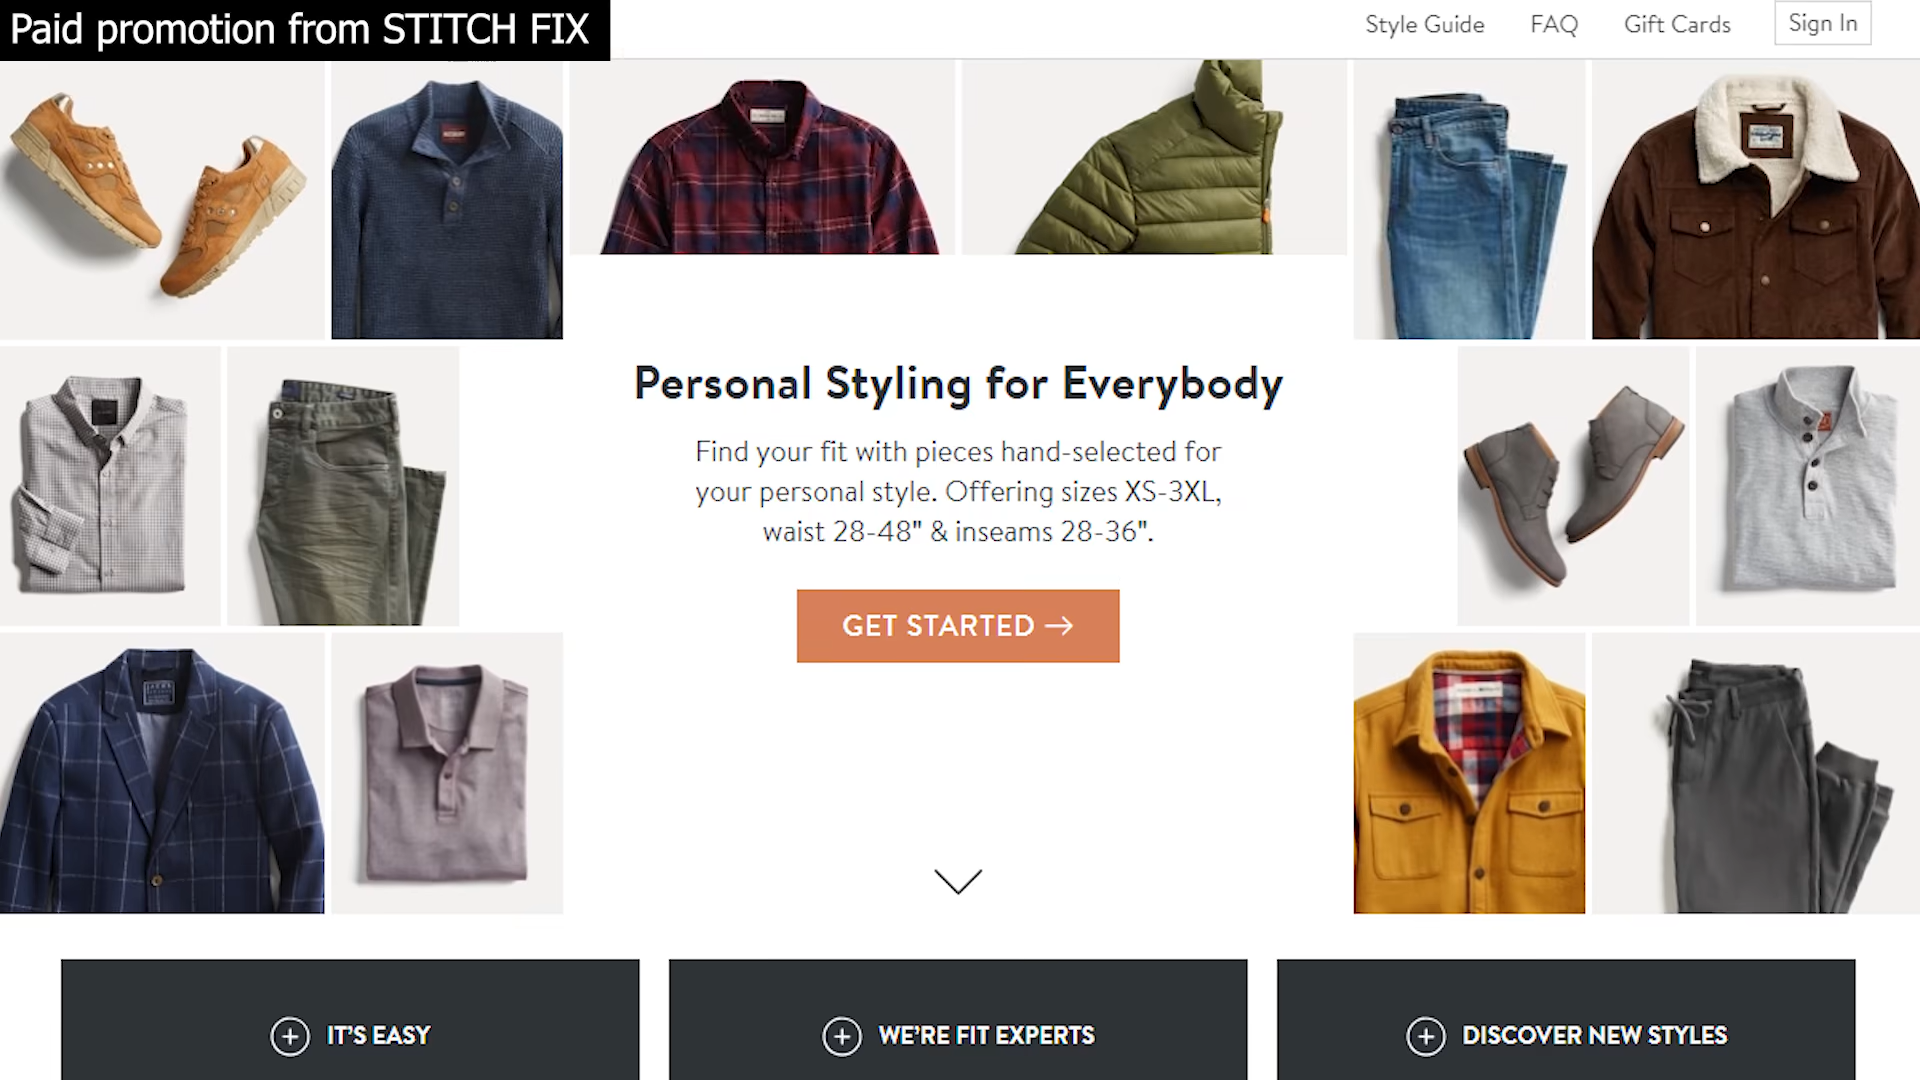 Paid promotion from STITCH FIX
Style Guide
FAQ
Gift Cards
Sign In
Personal Styling for Everybody
Find your fit with pieces hand-selected for
your personal style. Offering sizes XS-3XL,
waist 28-48" & inseams 28-36".
GET STARTED →
IT'S EASY
WE'RE FIT EXPERTS
DISCOVER NEW STYLES